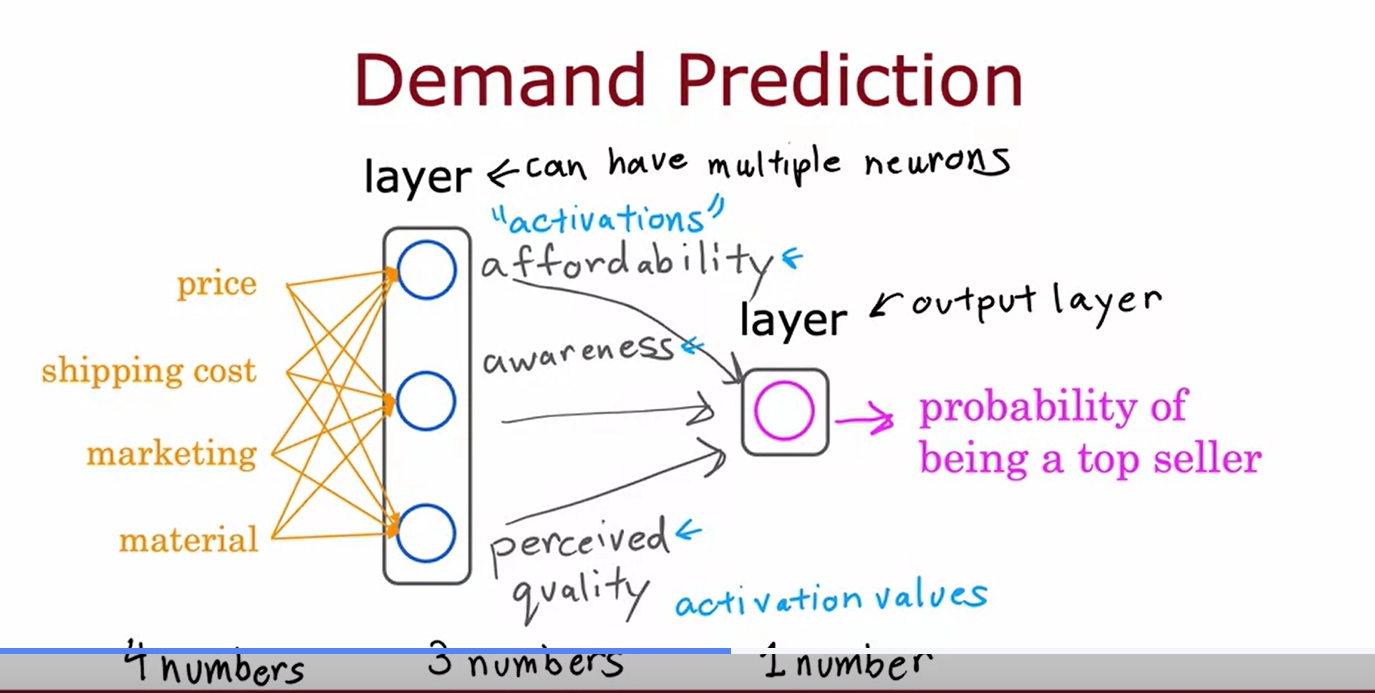 Demand Prediction
layer ← can have multiple neurons
"activations"
affordability ←
price
layer ← output layer
awareness ←
shipping cost
probability of
being a top seller
marketing
material
perceived ←
quality
activation values
4 numbers
3 numbers
1 number